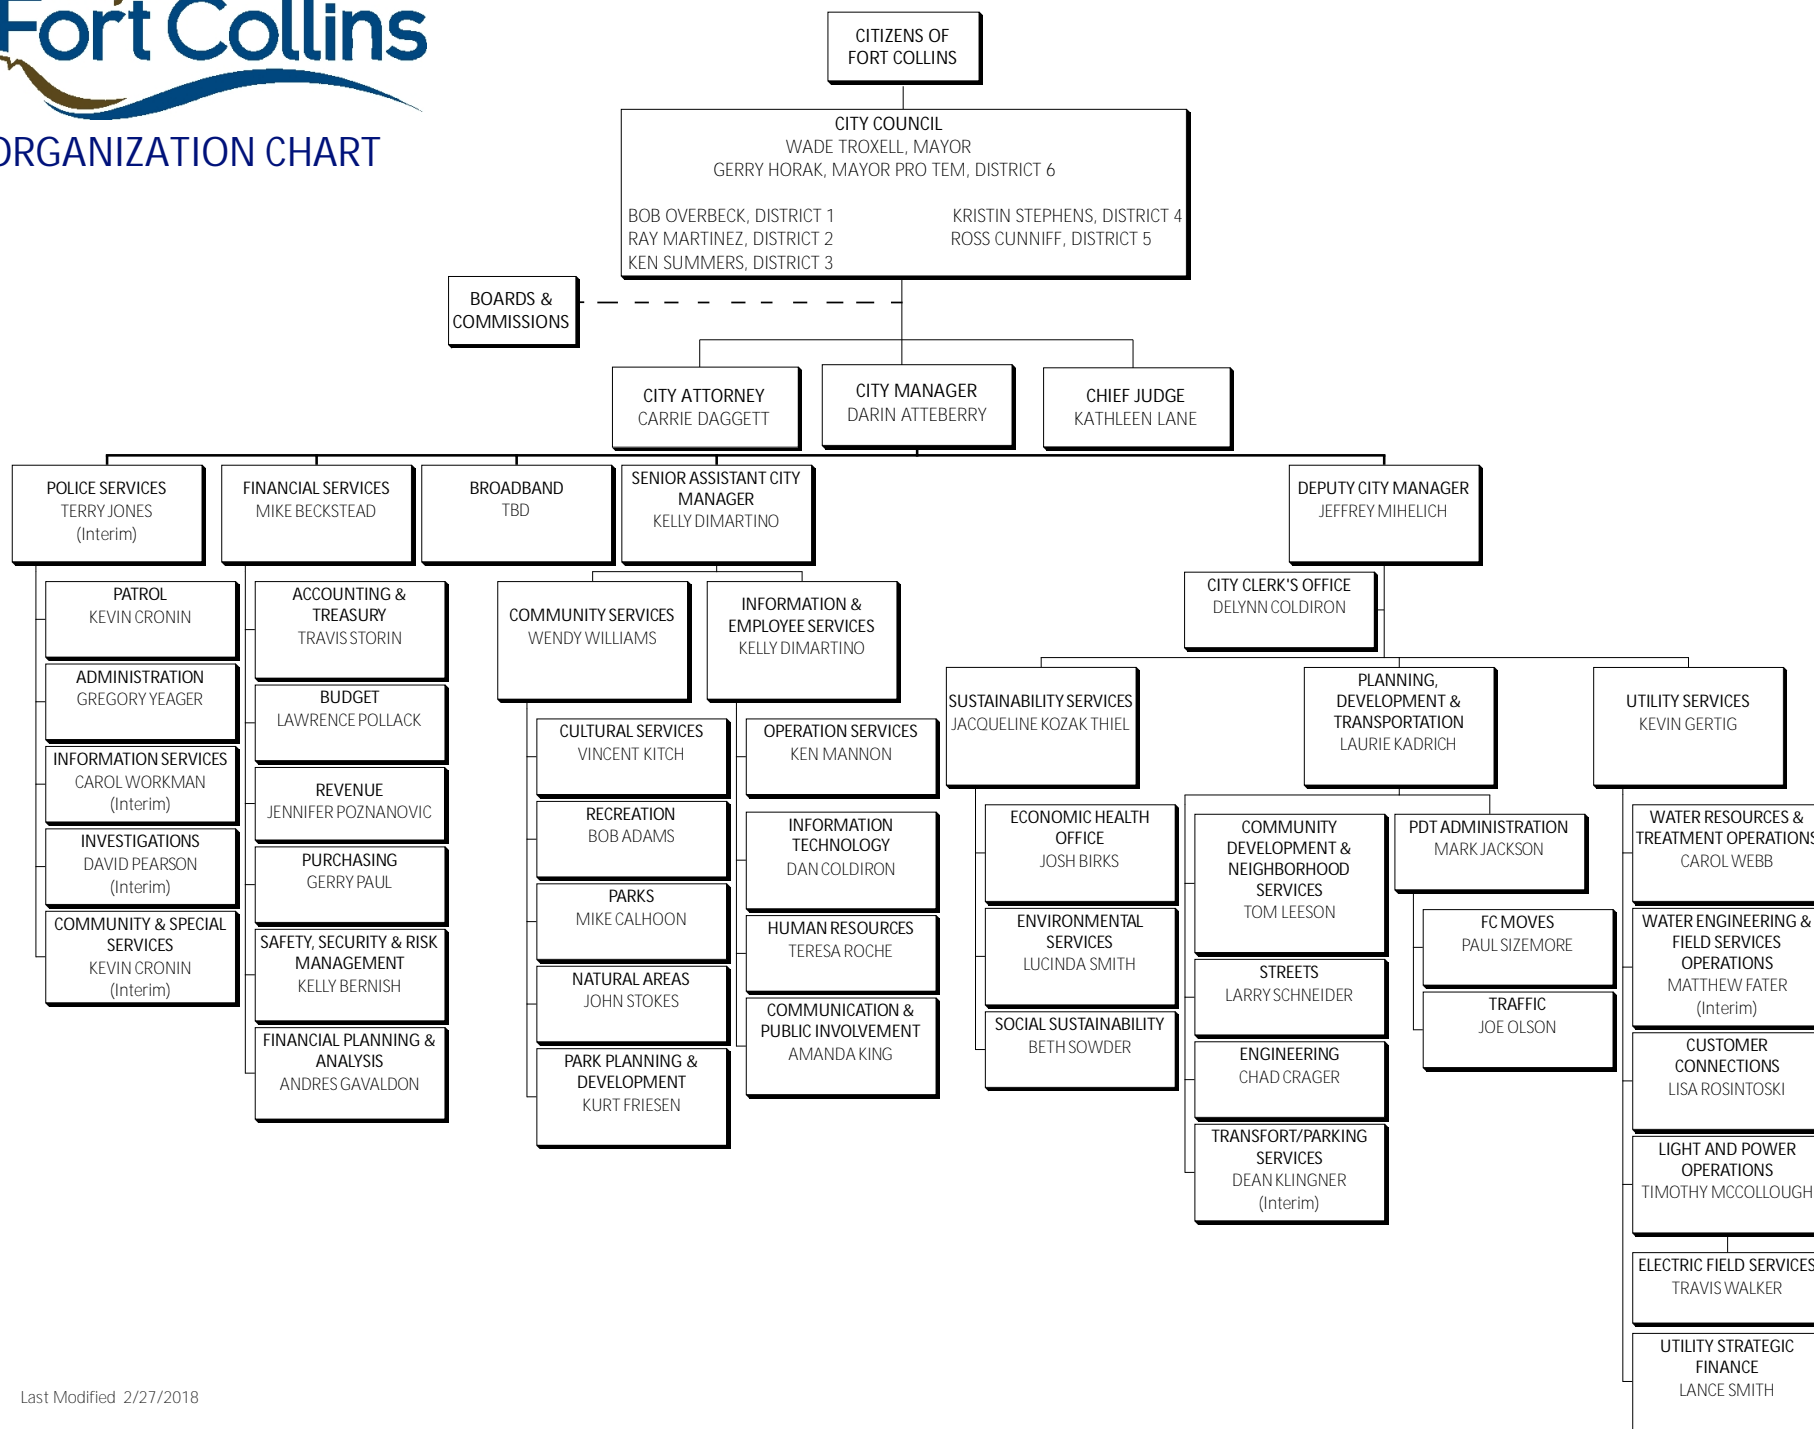 Fort Collins
ORGANIZATION CHART
CITIZENS OF
FORT COLLINS
CITY COUNCIL
WADE TROXELL, MAYOR
GERRY HORAK, MAYOR PRO TEM, DISTRICT 6
BOB OVERBECK, DISTRICT 1
RAY MARTINEZ, DISTRICT 2
KEN SUMMERS, DISTRICT 3
KRISTIN STEPHENS, DISTRICT 4
ROSS CUNNIFF, DISTRICT 5
BOARDS &
COMMISSIONS
CITY ATTORNEY
CARRIE DAGGETT
CITY MANAGER
DARIN ATTEBERRY
CHIEF JUDGE
KATHLEEN LANE
POLICE SERVICES
TERRY JONES
(Interim)
FINANCIAL SERVICES
MIKE BECKSTEAD
BROADBAND
TBD
SENIOR ASSISTANT CITY
MANAGER
KELLY DIMARTINO
DEPUTY CITY MANAGER
JEFFREY MIHELICH
PATROL
KEVIN CRONIN
ADMINISTRATION
GREGORY YEAGER
INFORMATION SERVICES
CAROL WORKMAN
(Interim)
INVESTIGATIONS
DAVID PEARSON
(Interim)
COMMUNITY & SPECIAL
SERVICES
KEVIN CRONIN
(Interim)
ACCOUNTING &
TREASURY
TRAVIS STORIN
BUDGET
LAWRENCE POLLACK
REVENUE
JENNIFER POZNANOVIC
PURCHASING
GERRY PAUL
SAFETY, SECURITY & RISK
MANAGEMENT
KELLY BERNISH
FINANCIAL PLANNING &
ANALYSIS
ANDRES GAVALDON
COMMUNITY SERVICES
WENDY WILLIAMS
CULTURAL SERVICES
VINCENT KITCH
RECREATION
BOB ADAMS
PARKS
MIKE CALHOON
NATURAL AREAS
JOHN STOKES
PARK PLANNING &
DEVELOPMENT
KURT FRIESEN
INFORMATION &
EMPLOYEE SERVICES
KELLY DIMARTINO
OPERATION SERVICES
KEN MANNON
INFORMATION
TECHNOLOGY
DAN COLDIRON
HUMAN RESOURCES
TERESA ROCHE
COMMUNICATION &
PUBLIC INVOLVEMENT
AMANDA KING
CITY CLERK'S OFFICE
DELYNN COLDIRON
SUSTAINABILITY SERVICES
JACQUELINE KOZAK THIEL
ECONOMIC HEALTH
OFFICE
JOSH BIRKS
ENVIRONMENTAL
SERVICES
LUCINDA SMITH
SOCIAL SUSTAINABILITY
BETH SOWDER
PLANNING,
DEVELOPMENT &
TRANSPORTATION
LAURIE KADRICH
COMMUNITY
DEVELOPMENT &
NEIGHBORHOOD
SERVICES
TOM LEESON
STREETS
LARRY SCHNEIDER
ENGINEERING
CHAD CRAGER
TRANSFORT/PARKING
SERVICES
DEAN KLINGNER
(Interim)
PDT ADMINISTRATION
MARK JACKSON
FC MOVES
PAUL SIZEMORE
TRAFFIC
JOE OLSON
UTILITY SERVICES
KEVIN GERTIG
WATER RESOURCES &
TREATMENT OPERATIONS
CAROL WEBB
WATER ENGINEERING &
FIELD SERVICES
OPERATIONS
MATTHEW FATER
(Interim)
CUSTOMER
CONNECTIONS
LISA ROSINTOSKI
LIGHT AND POWER
OPERATIONS
TIMOTHY MCCOLLOUGH
ELECTRIC FIELD SERVICES
TRAVIS WALKER
UTILITY STRATEGIC
FINANCE
LANCE SMITH
Last Modified 2/27/2018